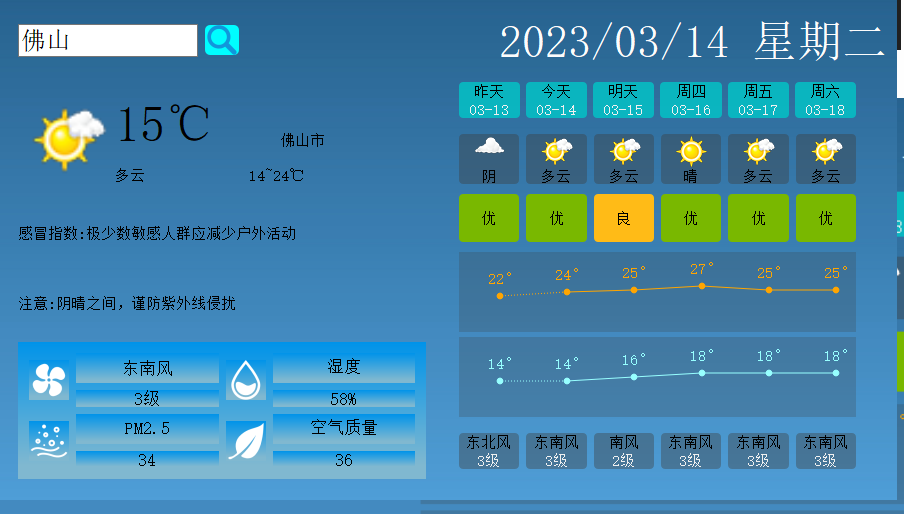 佛山
2023/03/14 星期二
15℃
佛山市
多云
14~24℃
感冒指数:极少数敏感人群应减少户外活动
注意:阴晴之间，谨防紫外线侵扰
东南风
3级
湿度
58%
PM2.5
34
空气质量
36
昨天 今天 明天 周四 周五 周六
03-13 03-14 03-15 03-16 03-17 03-18
阴 多云 多云 晴 多云 多云
优 优 良 优 优 优
22° 24° 25° 27° 25° 25°
14° 14° 16° 18° 18° 18°
东北风 东南风 南风 东南风 东南风 东南风
3级 3级 2级 3级 3级 3级